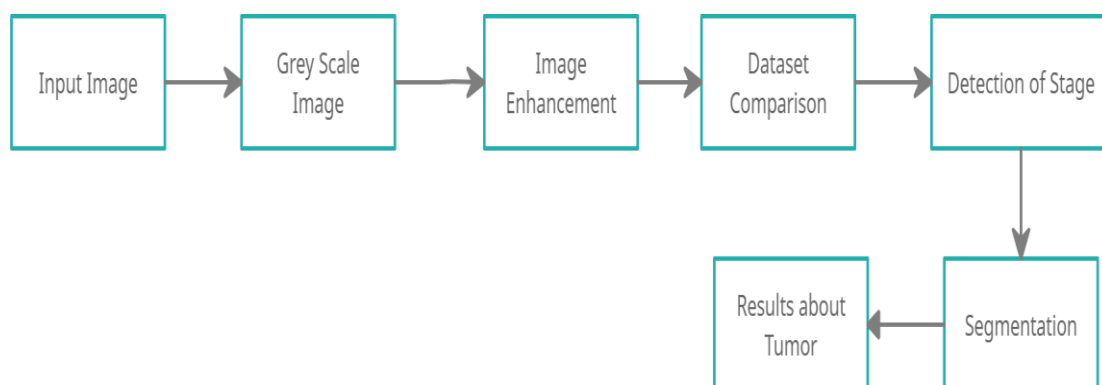 Input Image
Grey Scale
Image
Image
Enhancement
Dataset
Comparison
Detection of Stage
Segmentation
Results about
Tumor